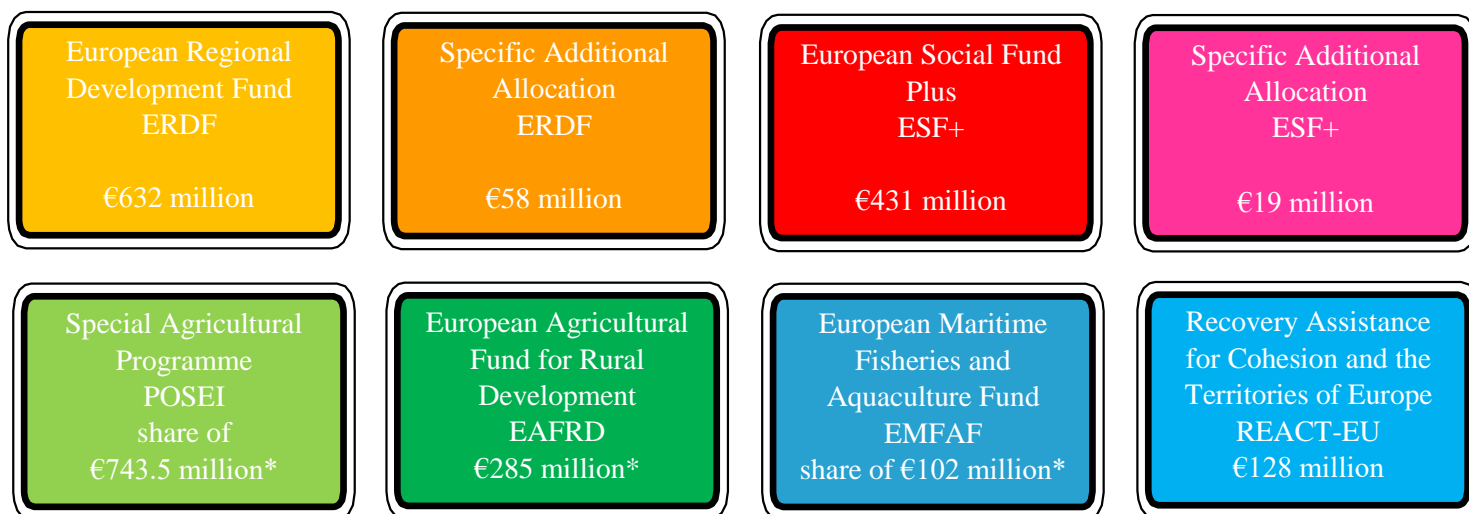 European Regional
Development Fund
ERDF
€632 million
Specific Additional
Allocation
ERDF
€58 million
European Social Fund
Plus
ESF+
€431 million
Specific Additional
Allocation
ESF+
€19 million
Special Agricultural
Programme
POSEI
share of
€743.5 million*
European Agricultural
Fund for Rural
Development
EAFRD
€285 million*
European Maritime
Fisheries and
Aquaculture Fund
EMFAF
share of €102 million*
Recovery Assistance
for Cohesion and the
Territories of Europe
REACT-EU
€128 million